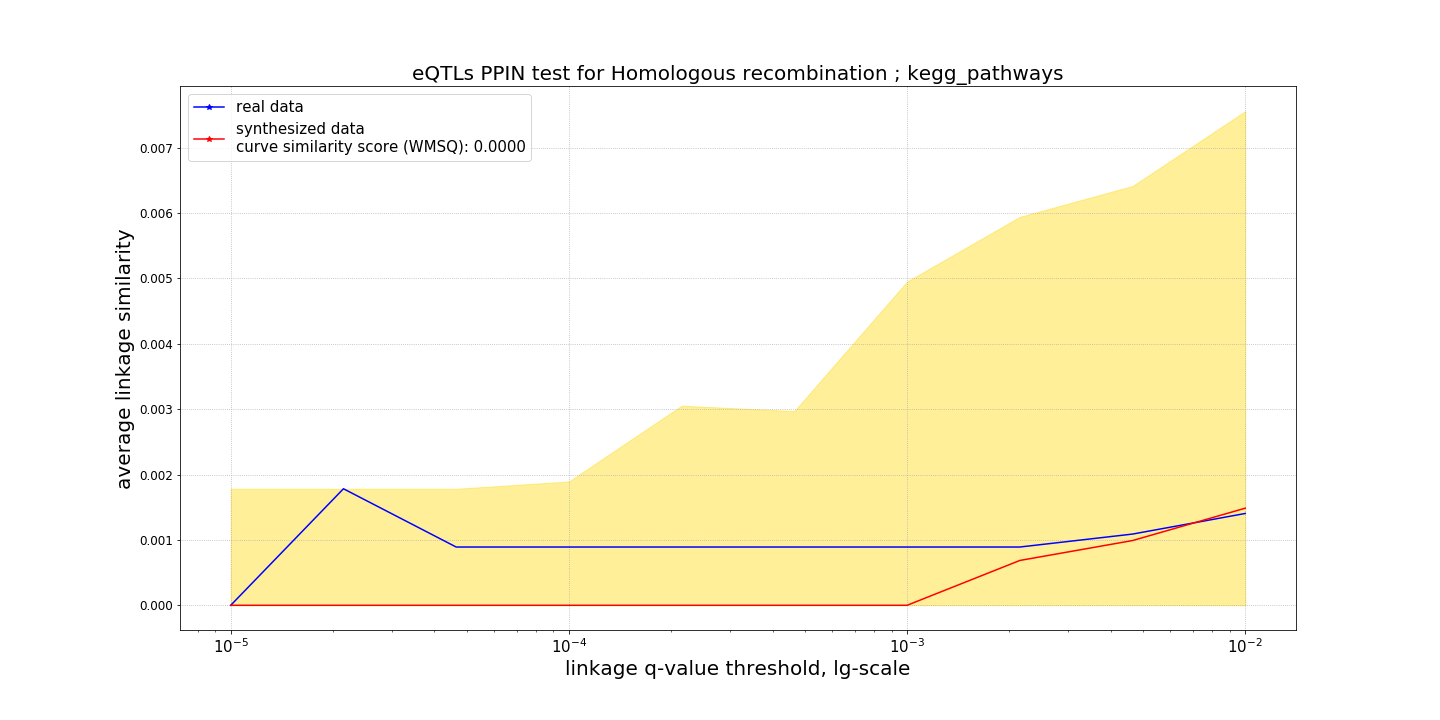 eQTLs PPIN test for Homologous recombination ; kegg_pathways
real data
synthesized data
curve similarity score (WMSQ): 0.0000
average linkage similarity
0.007
0.006
0.005
0.004
0.003
0.002
0.001
0.000
10⁻⁵ 10⁻⁴ 10⁻³ 10⁻²
linkage q-value threshold, lg-scale